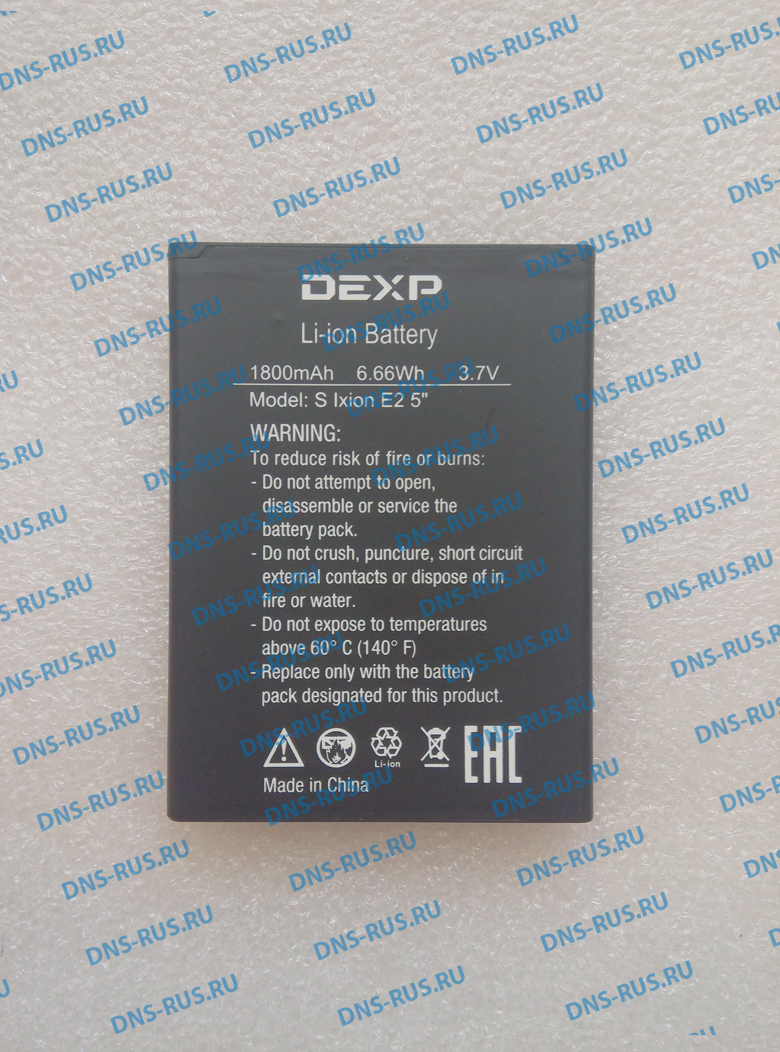 DEXP
Li-ion Battery
1800mAh 6.66Wh 3.7V
Model: S Ixion E2 5"
WARNING:
To reduce risk of fire of burns:
- Do not attempt to open,
disassemble or service the
battery pack.
- Do not crush, puncture, short circuit
external contacts or dispose of in
fire or water.
- Do not expose to temperatures
above 60° C (140° F)
- Replace only with the battery
pack designated for this product.
Li-ion
EAC
Made in China
DNS-RUS.RU